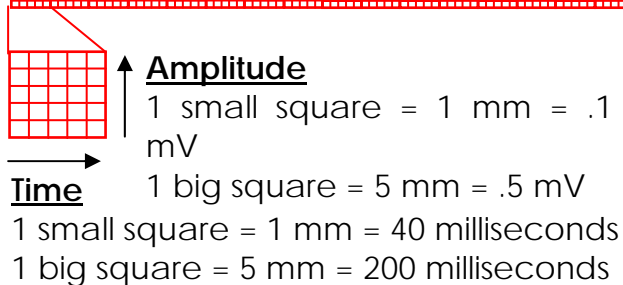 Amplitude
1 small square = 1 mm = .1
mV
1 big square = 5 mm = .5 mV
Time
1 small square = 1 mm = 40 milliseconds
1 big square = 5 mm = 200 milliseconds